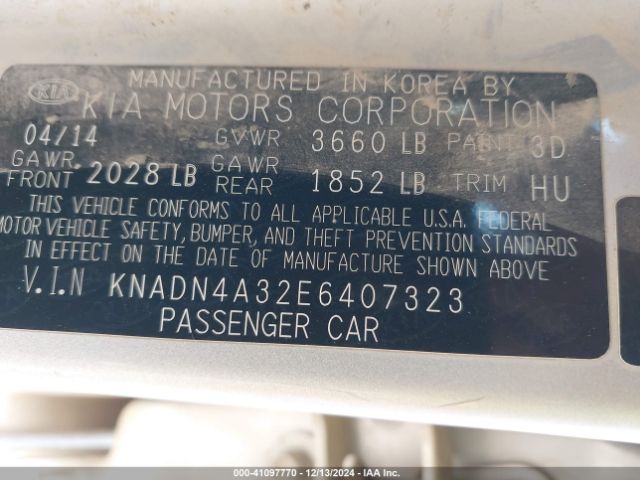 KIA MANUFACTURED IN KOREA BY
KIA MOTORS CORPORATION
04/14 GVWR 3660 LB PAINT 3D
GAWR FRONT 2028 LB GAWR REAR 1852 LB TRIM HU
THIS VEHICLE CONFORMS TO ALL APPLICABLE U.S.A. FEDERAL
MOTOR VEHICLE SAFETY, BUMPER, AND THEFT PREVENTION STANDARDS
IN EFFECT ON THE DATE OF MANUFACTURE SHOWN ABOVE
V.I.N KNADN4A32E6407323
PASSENGER CAR
000-41097770 - 12/13/2024 - IAA Inc.